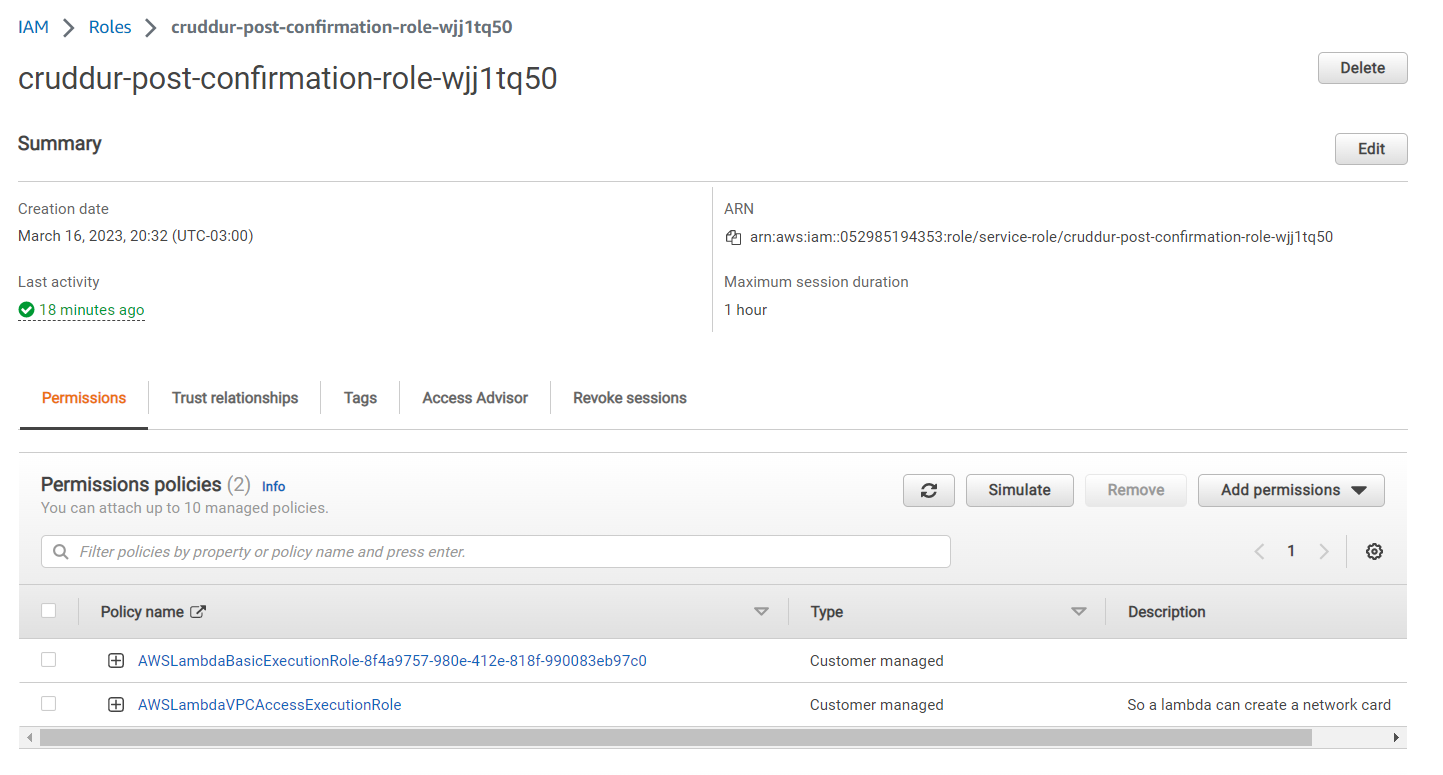 IAM > Roles > cruddur-post-confirmation-role-wjj1tq50
cruddur-post-confirmation-role-wjj1tq50
Delete
Summary
Edit
Creation date
March 16, 2023, 20:32 (UTC-03:00)
ARN
arn:aws:iam::052985194353:role/service-role/cruddur-post-confirmation-role-wjj1tq50
Last activity
18 minutes ago
Maximum session duration
1 hour
Permissions Trust relationships Tags Access Advisor Revoke sessions
Permissions policies (2) Info
You can attach up to 10 managed policies.
Simulate Remove Add permissions
Filter policies by property or policy name and press enter.
1
Policy name Type Description
AWSLambdaBasicExecutionRole-8f4a9757-980e-412e-818f-990083eb97c0 Customer managed
AWSLambdaVPCAccessExecutionRole Customer managed So a lambda can create a network card